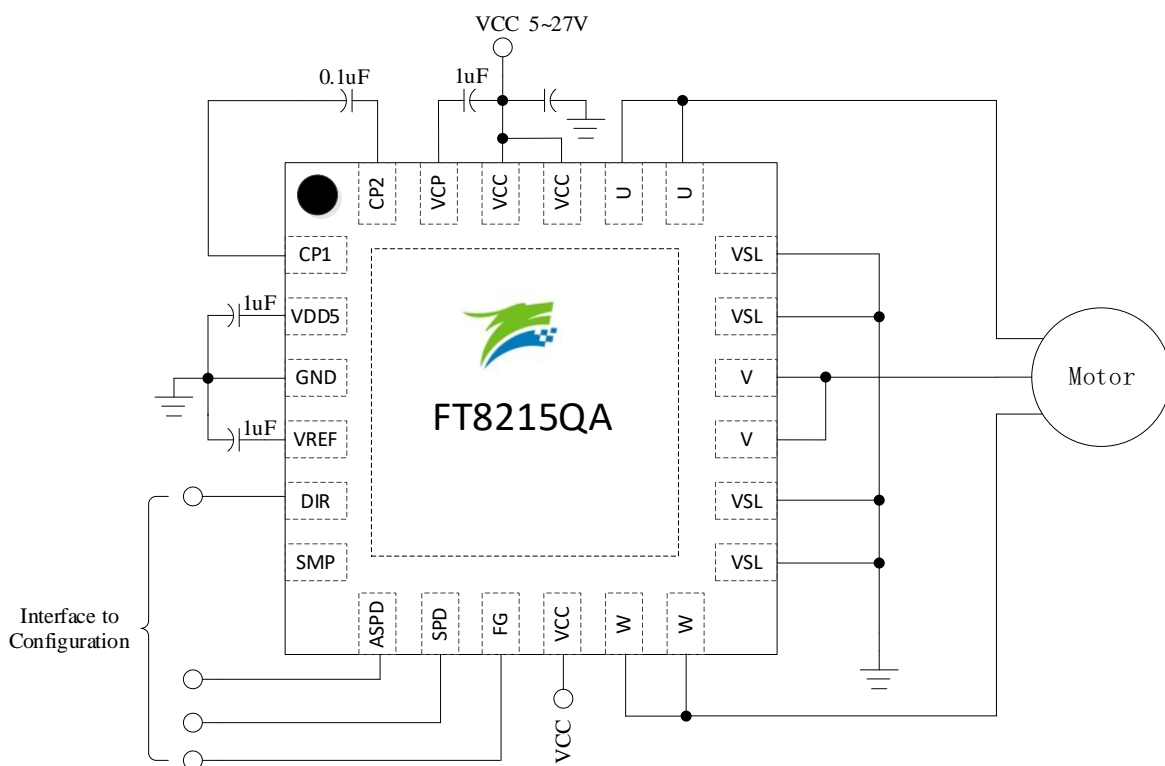 VCC 5~27V
0.1uF
1uF
CP2
VCP
VCC
VCC
U
U
CP1
VSL
1uF
VDD5
VSL
GND
V
Motor
FT8215QA
1uF
VREF
V
DIR
VSL
SMP
VSL
Interface to
Configuration
ASPD
SPD
FG
VCC
W
W
VCC